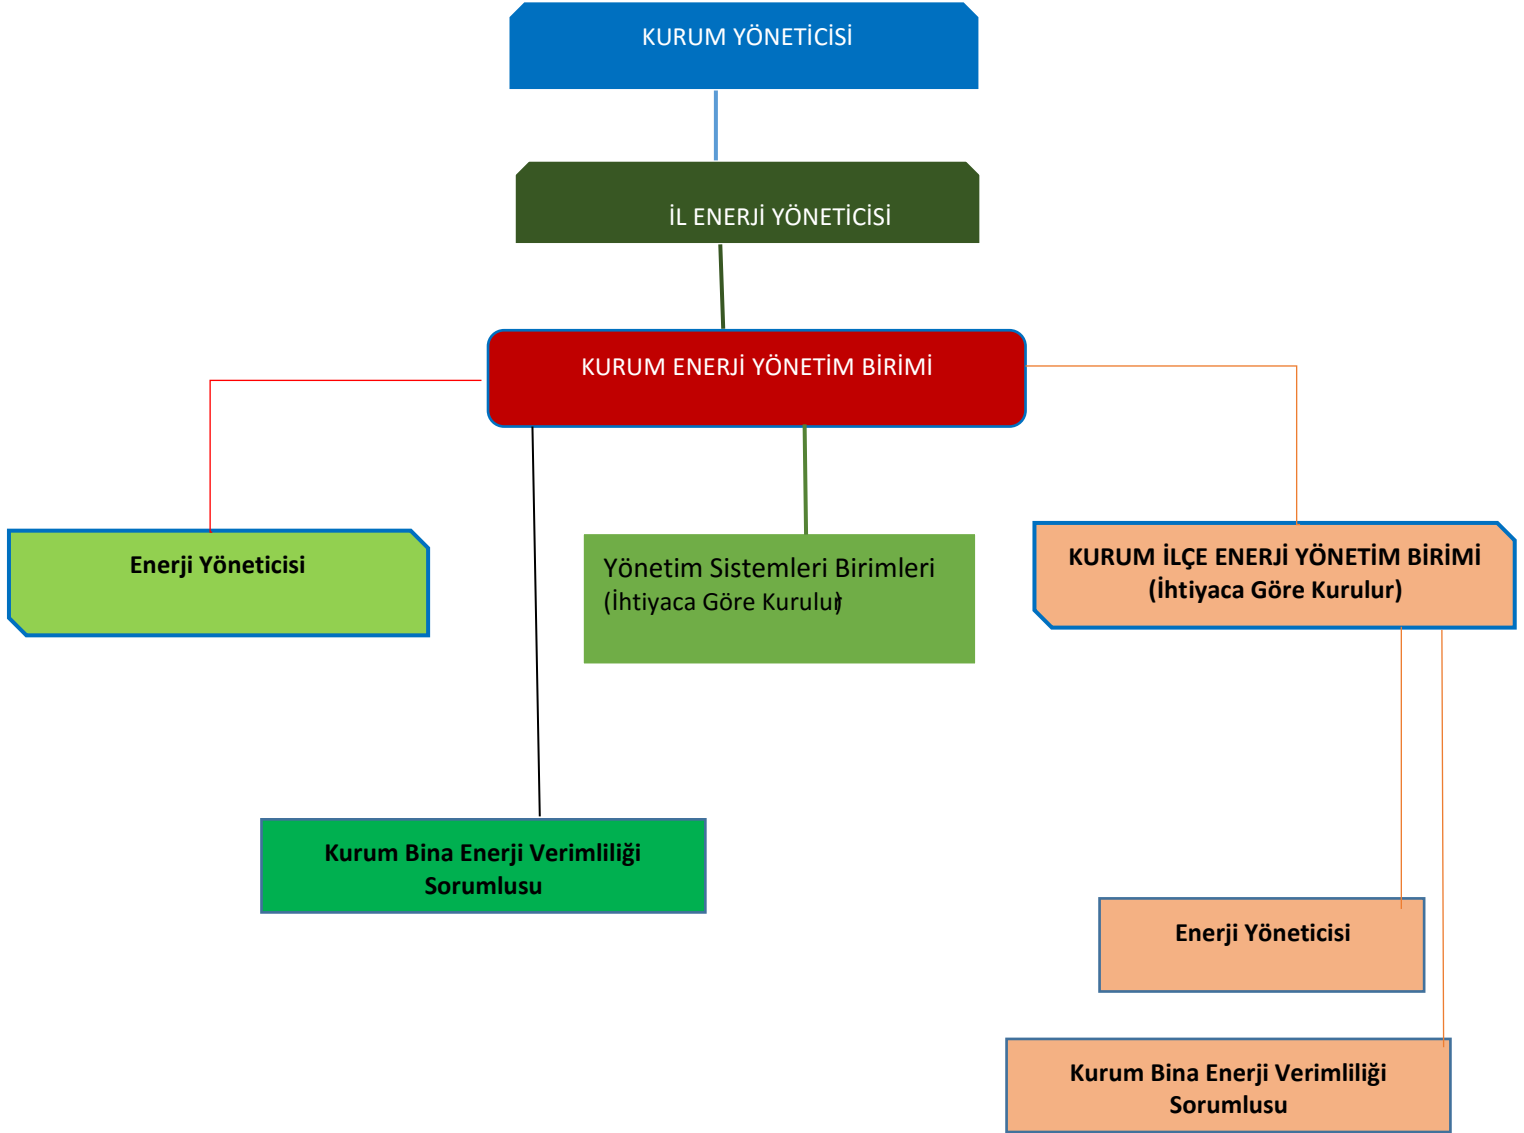 KURUM YÖNETİCİSİ
İL ENERJİ YÖNETİCİSİ
KURUM ENERJİ YÖNETİM BİRİMİ
Enerji Yöneticisi
Yönetim Sistemleri Birimleri
(İhtiyaca Göre Kurulur)
KURUM İLÇE ENERJİ YÖNETİM BİRİMİ
(İhtiyaca Göre Kurulur)
Kurum Bina Enerji Verimliliği
Sorumlusu
Enerji Yöneticisi
Kurum Bina Enerji Verimliliği
Sorumlusu